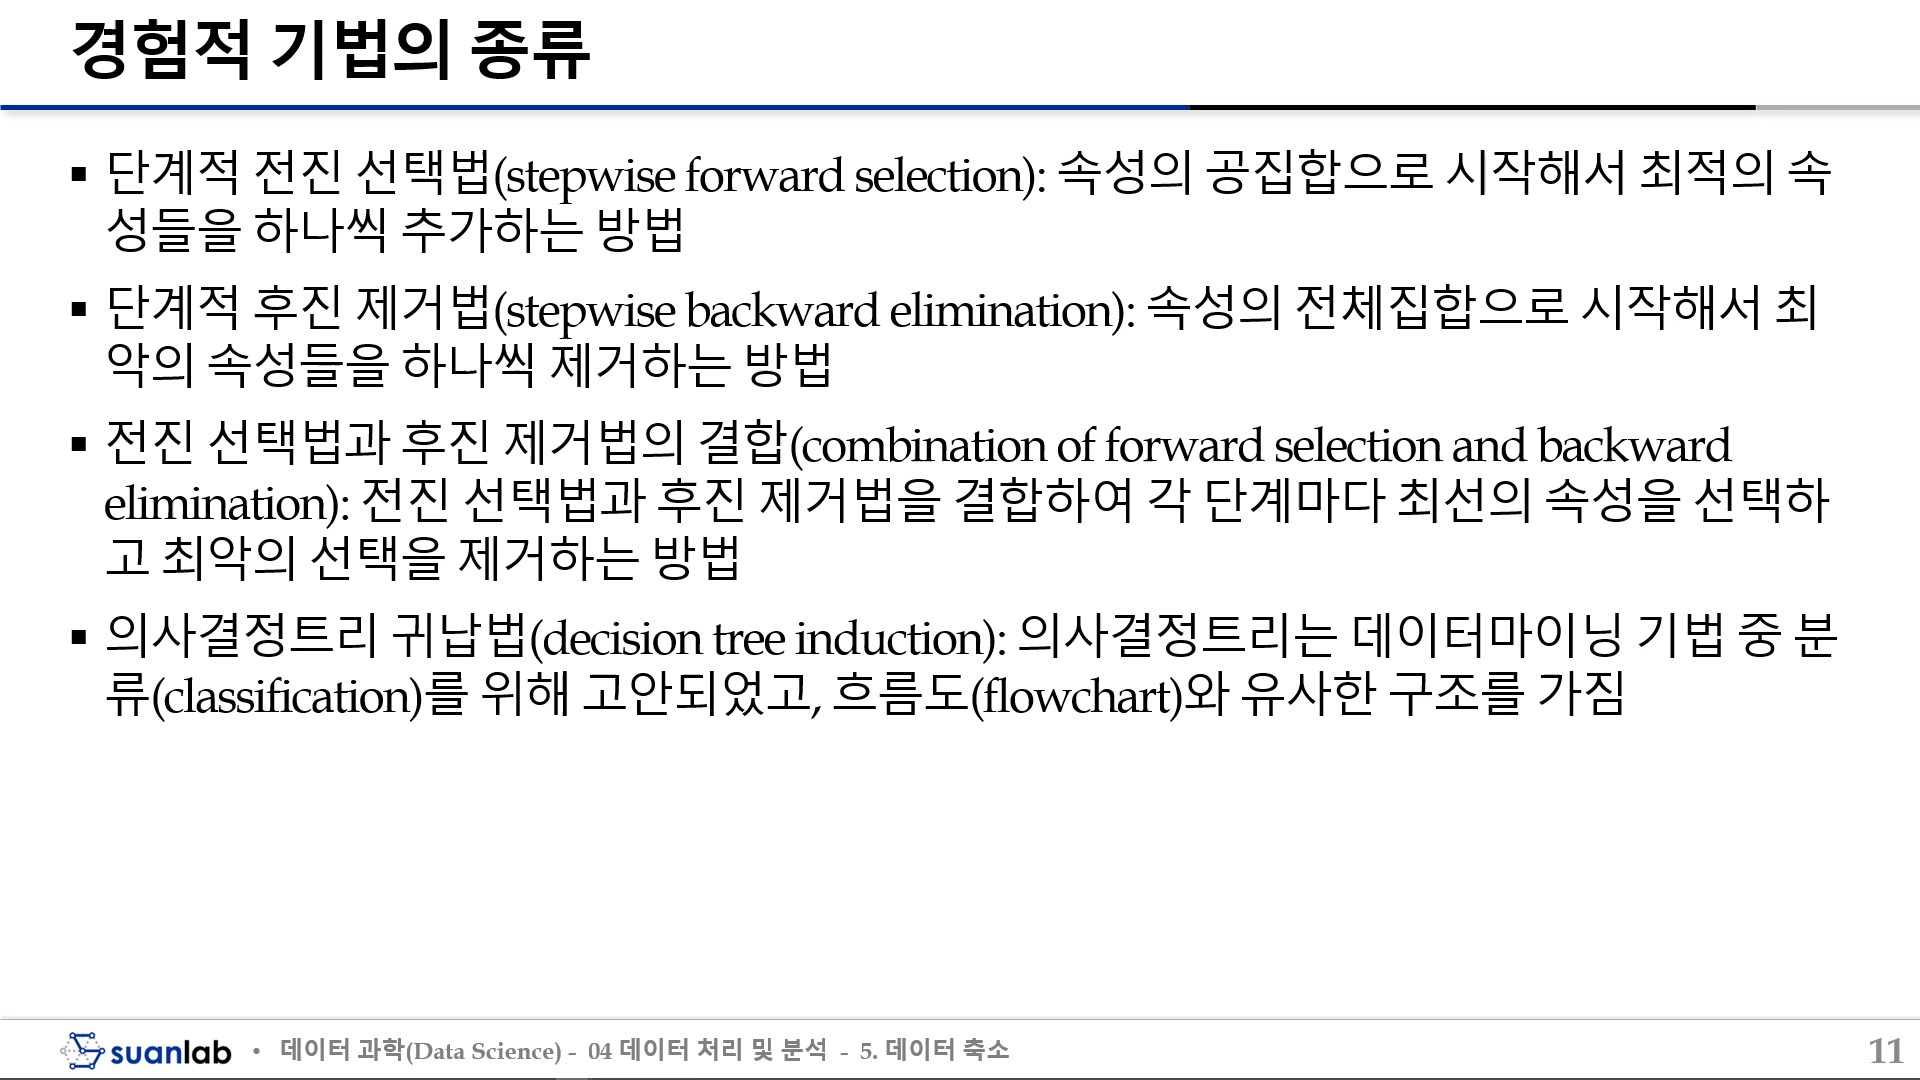 경험적 기법의 종류
▪ 단계적 전진 선택법(stepwise forward selection): 속성의 공집합으로 시작해서 최적의 속
성들을 하나씩 추가하는 방법
▪ 단계적 후진 제거법(stepwise backward elimination): 속성의 전체집합으로 시작해서 최
악의 속성들을 하나씩 제거하는 방법
▪ 전진 선택법과 후진 제거법의 결합(combination of forward selection and backward
elimination): 전진 선택법과 후진 제거법을 결합하여 각 단계마다 최선의 속성을 선택하
고 최악의 선택을 제거하는 방법
▪ 의사결정트리 귀납법(decision tree induction): 의사결정트리는 데이터마이닝 기법 중 분
류(classification)를 위해 고안되었고, 흐름도(flowchart)와 유사한 구조를 가짐
suanlab • 데이터 과학(Data Science) - 04 데이터 처리 및 분석 - 5. 데이터 축소 11